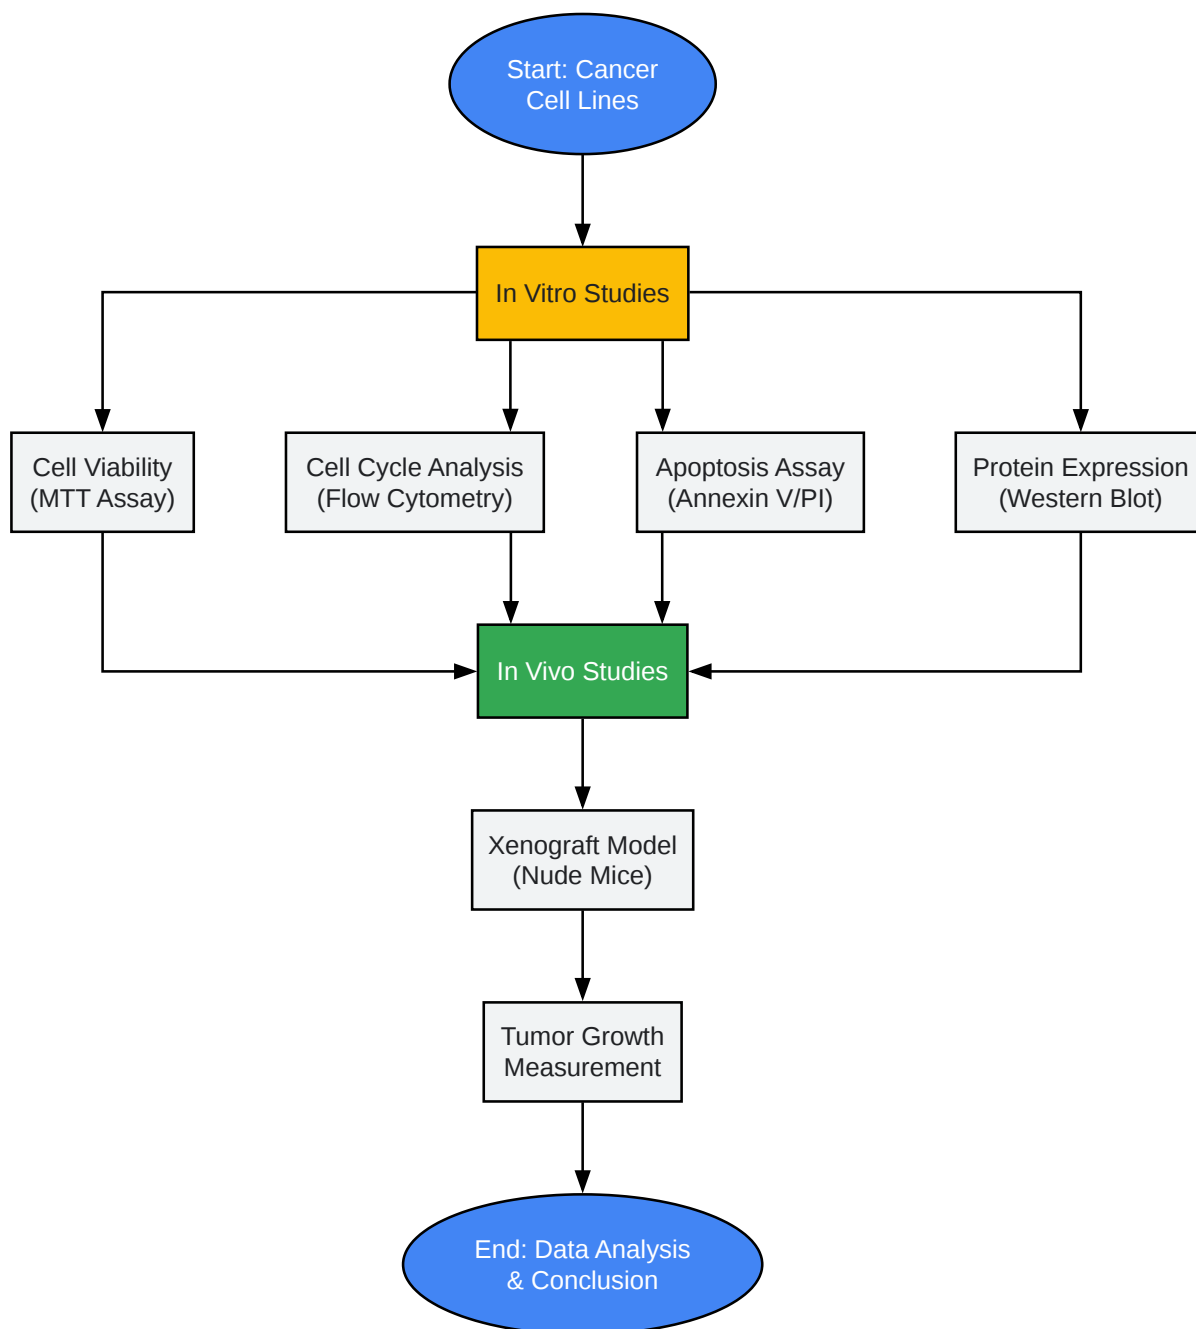 Start: Cancer
Cell Lines
In Vitro Studies
Cell Viability
(MTT Assay)
Cell Cycle Analysis
(Flow Cytometry)
Apoptosis Assay
(Annexin V/PI)
Protein Expression
(Western Blot)
In Vivo Studies
Xenograft Model
(Nude Mice)
Tumor Growth
Measurement
End: Data Analysis
& Conclusion